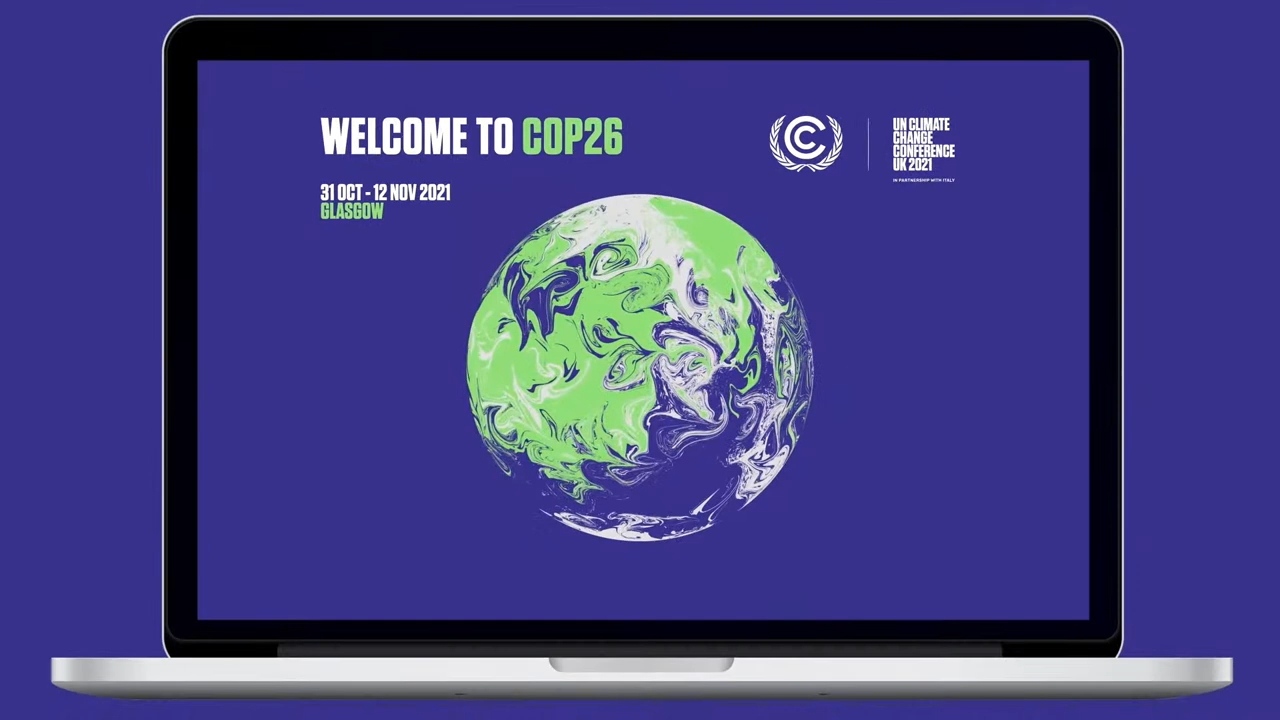 WELCOME TO COP26
31 OCT - 12 NOV 2021
GLASGOW
UN CLIMATE
CHANGE
CONFERENCE
UK 2021
IN PARTNERSHIP WITH ITALY